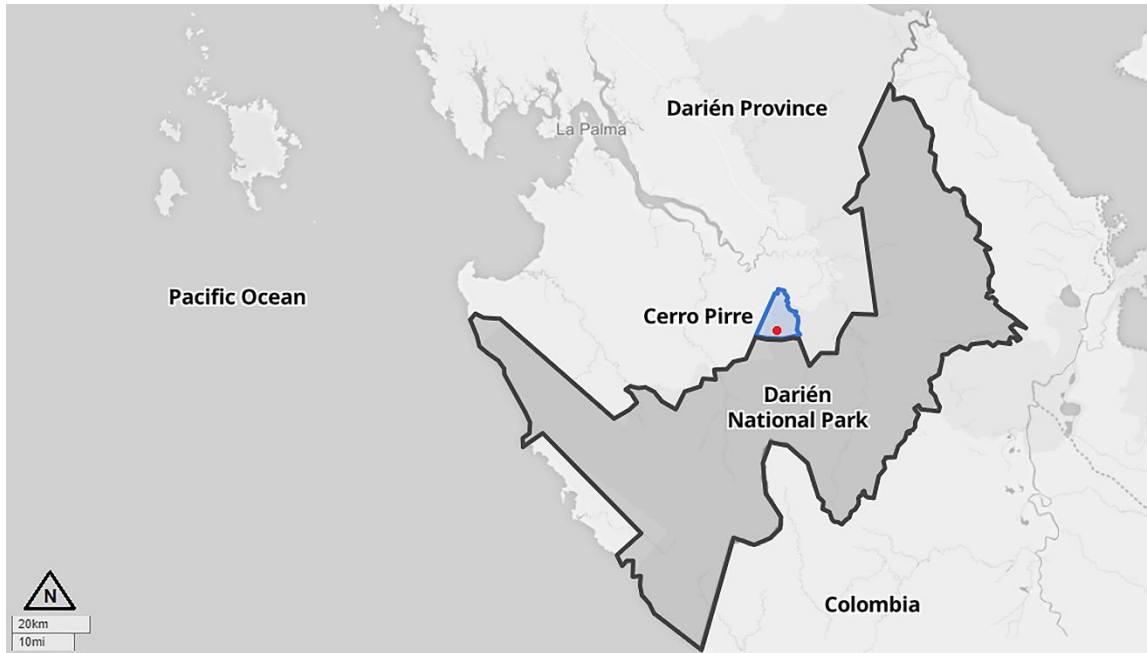 Darién Province
La Palma
Pacific Ocean
Cerro Pirre
Darién
National Park
Colombia
N
20km
10mi